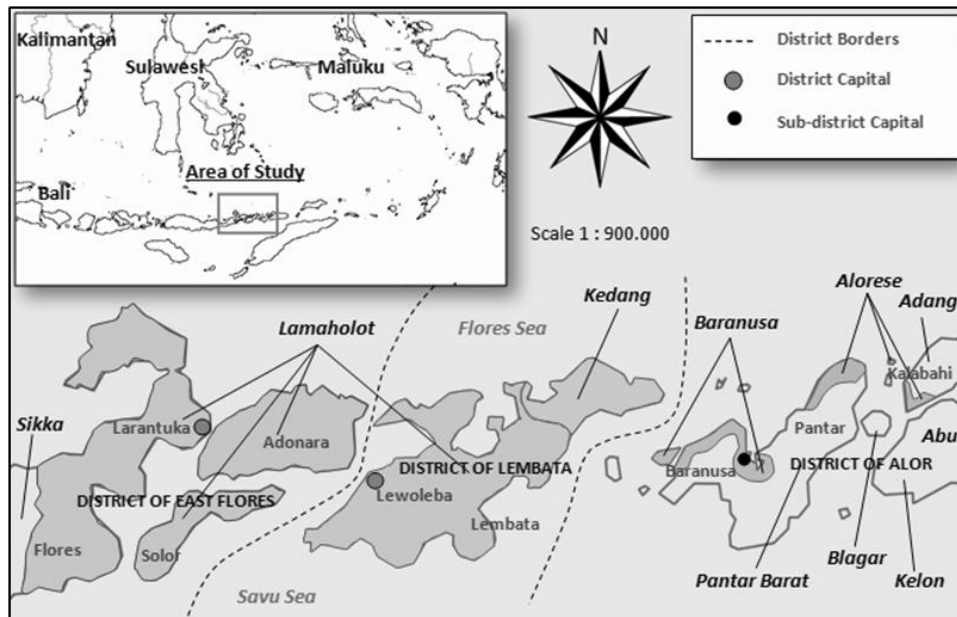 Kalimantan
Sulawesi
Maluku
Area of Study
Bali
N
Scale 1 : 900.000
District Borders
District Capital
Sub-district Capital
Lamaholot
Flores Sea
Kedang
Baranusa
Alorese
Adang
Kalabahi
Sikka
Larantuka
Adonara
Pantar
Abui
Baranusa
DISTRICT OF LEMBATA
DISTRICT OF ALOR
Lewoleba
DISTRICT OF EAST FLORES
Lembata
Flores
Solor
Blagar
Pantar Barat
Kelon
Savu Sea